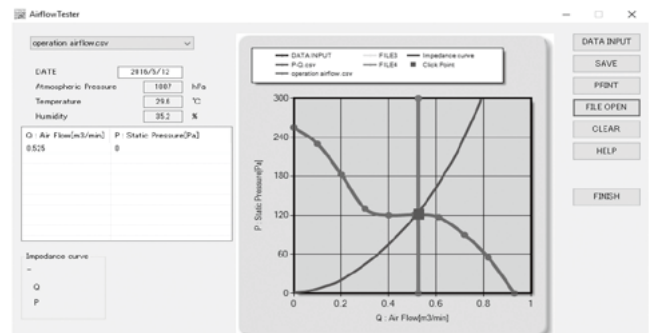 AirflowTester
operation airflow.csv
DATE 2016/5/12
Atmospheric Pressure 1007 hPa
Temperature 29.6 ℃
Humidity 35.2 %
Q : Air Flow[m3/min] P : Static Pressure[Pa]
0.525 0
Impedance curve
-
Q
P
DATA INPUT FILE3 Impedance curve
P-Q.csv FILE4 Click Point
operation airflow.csv
300
240
180
120
60
0
P : Static Pressure[Pa]
0 0.2 0.4 0.6 0.8 1
Q : Air Flow[m3/min]
DATA INPUT
SAVE
PRINT
FILE OPEN
CLEAR
HELP
FINISH